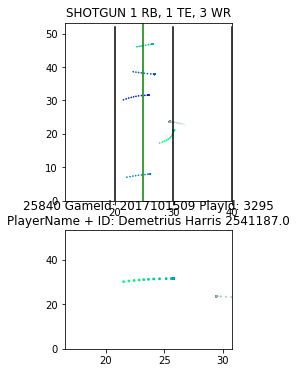 SHOTGUN 1 RB, 1 TE, 3 WR
50
40
30
20
10
0
20 30 40
25840 GameId: 2017101509 PlayId: 3295
PlayerName + ID: Demetrius Harris 2541187.0
40
20
0
20 25 30